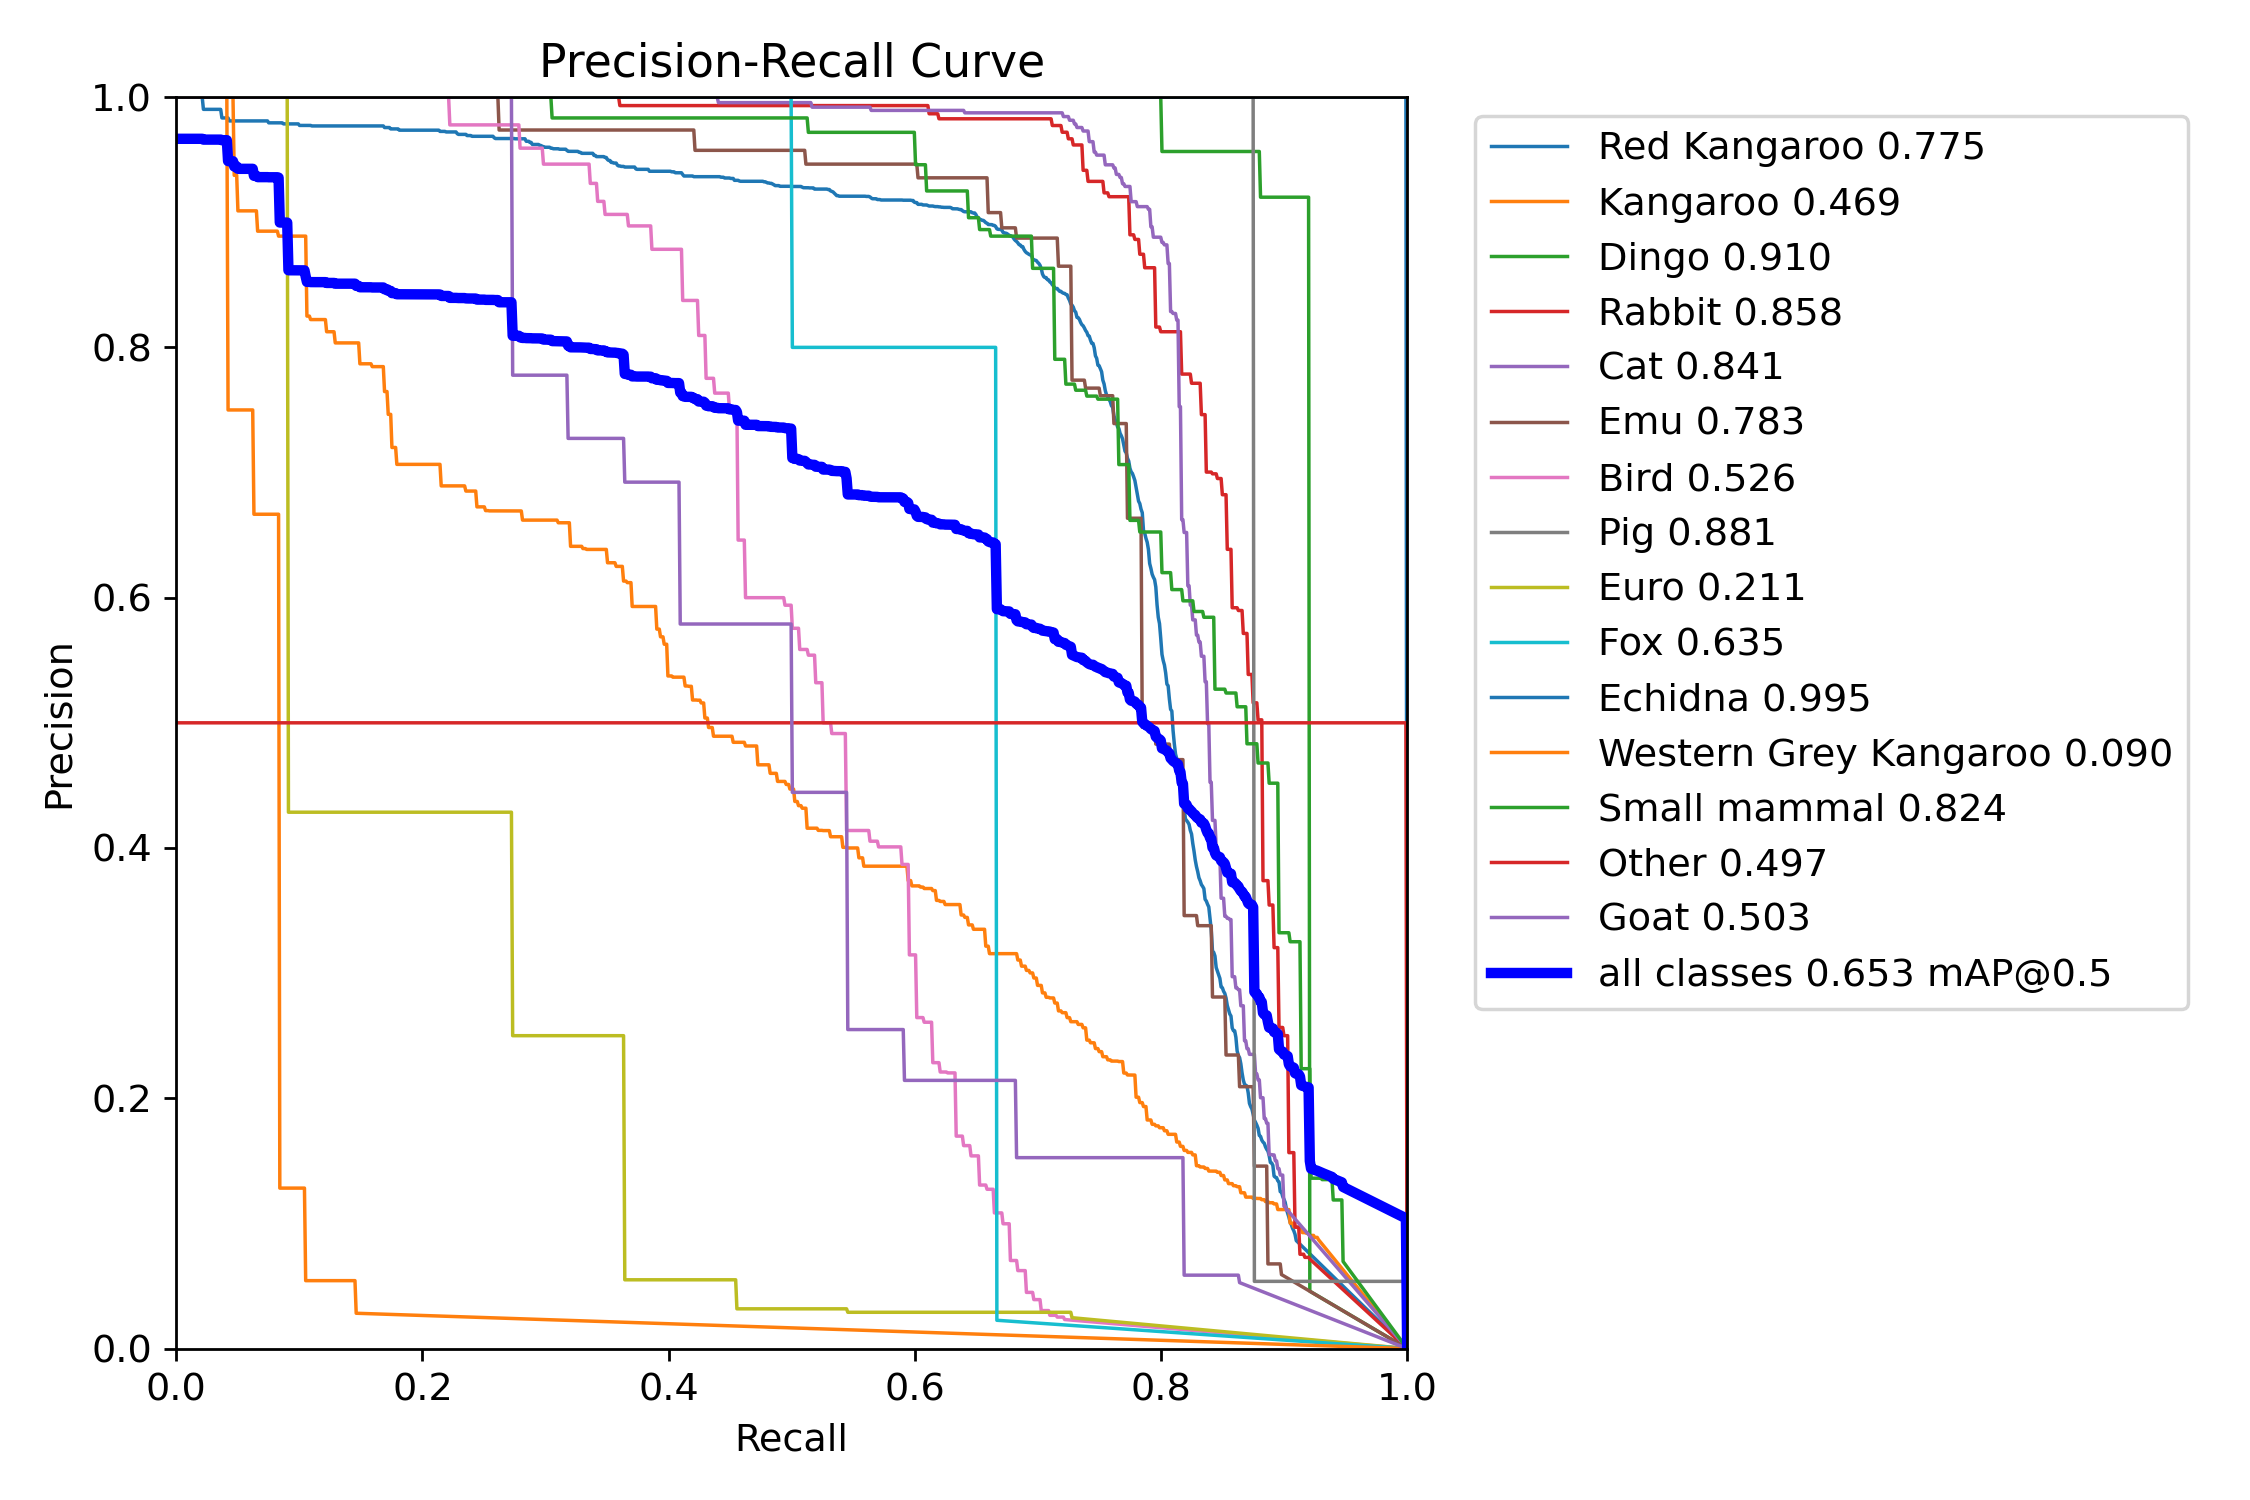 Precision-Recall Curve
1.0
0.8
0.6
0.4
0.2
0.0
Precision
0.0 0.2 0.4 0.6 0.8 1.0
Recall
Red Kangaroo 0.775
Kangaroo 0.469
Dingo 0.910
Rabbit 0.858
Cat 0.841
Emu 0.783
Bird 0.526
Pig 0.881
Euro 0.211
Fox 0.635
Echidna 0.995
Western Grey Kangaroo 0.090
Small mammal 0.824
Other 0.497
Goat 0.503
all classes 0.653 mAP@0.5